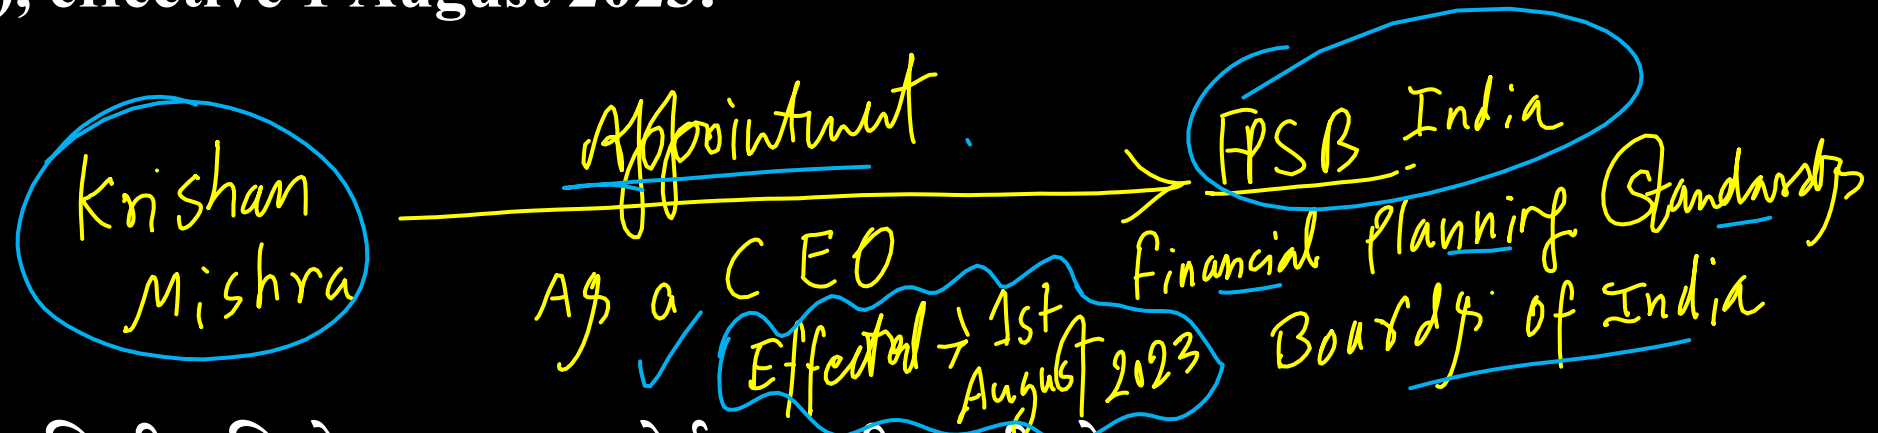 effective 1 August 2023.
Krishan
Mishra
Appointment
As a CEO
Effected → 1st
August 2023
FPSB India
Financial Planning Standards
Boards of India